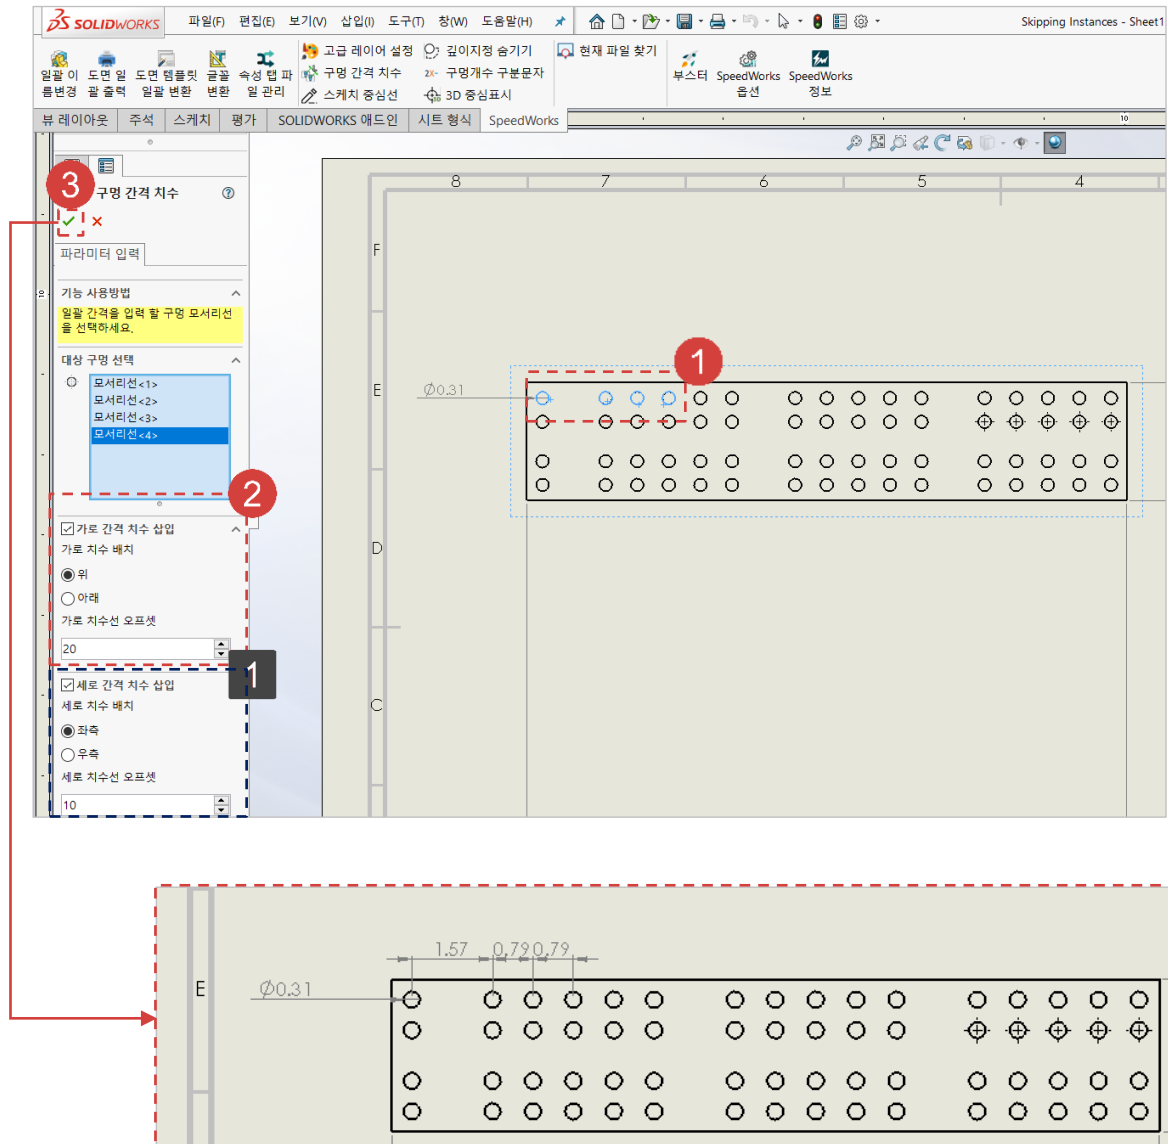 SOLIDWORKS 파일(F) 편집(E) 보기(V) 삽입(I) 도구(T) 창(W) 도움말(H) Skipping Instances - Sheet1
고급 레이어 설정 깊이지정 숨기기 현재 파일 찾기
일괄 이름변경 도면 일괄 출력 도면 템플릿 일괄 변환 글꼴 변환 속성 탭 파일 관리
구멍 간격 치수 2X- 구멍개수 구분문자
부스터 SpeedWorks 옵션 SpeedWorks 정보
스케치 중심선 3D 중심표시
뷰 레이아웃 주석 스케치 평가 SOLIDWORKS 애드인 시트 형식 SpeedWorks
10
8 7 6 5 4
3
구멍 간격 치수
파라미터 입력
F
10
기능 사용방법
일괄 간격을 입력 할 구멍 모서리선
을 선택하세요.
대상 구멍 선택
1
모서리선<1>
E
Ø0.31
모서리선<2>
모서리선<3>
모서리선<4>
2
가로 간격 치수 삽입
가로 치수 배치
D
위
아래
가로 치수선 오프셋
20
1
세로 간격 치수 삽입
세로 치수 배치
C
좌측
우측
세로 치수선 오프셋
10
1.57 0.79 0.79
E
Ø0.31